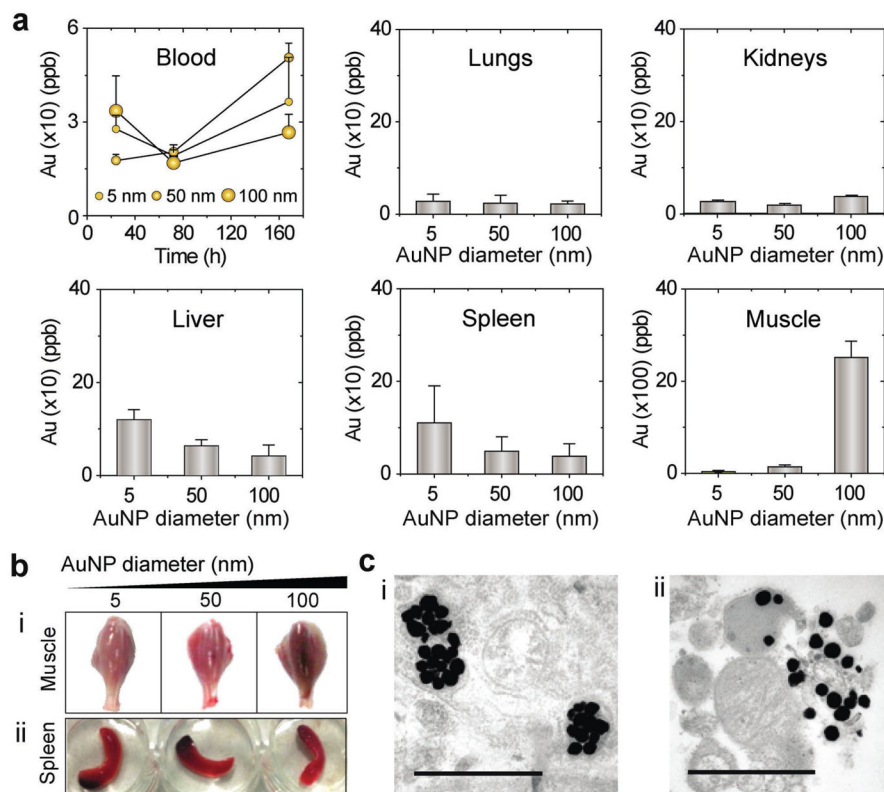 a
Blood
Au (x10) (ppb)
6
3
0
5 nm 50 nm 100 nm
0 40 80 120 160
Time (h)
Lungs
Au (x10) (ppb)
40
20
0
5 50 100
AuNP diameter (nm)
Kidneys
Au (x10) (ppb)
40
20
0
5 50 100
AuNP diameter (nm)
Liver
Au (x10) (ppb)
40
20
0
5 50 100
AuNP diameter (nm)
Spleen
Au (x10) (ppb)
40
20
0
5 50 100
AuNP diameter (nm)
Muscle
Au (x100) (ppb)
40
20
0
5 50 100
AuNP diameter (nm)
b
AuNP diameter (nm)
5 50 100
i
Muscle
ii
Spleen
c
i
ii